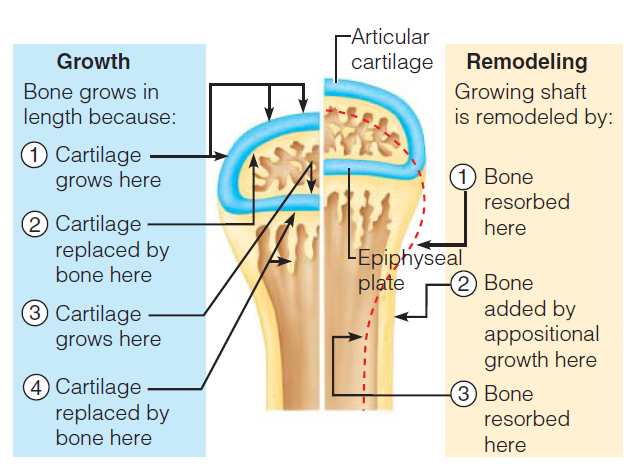 Articular
cartilage
Growth
Bone grows in
length because:
1 Cartilage
grows here
2 Cartilage
replaced by
bone here
3 Cartilage
grows here
4 Cartilage
replaced by
bone here
Epiphyseal
plate
Remodeling
Growing shaft
is remodeled by:
1 Bone
resorbed
here
2 Bone
added by
appositional
growth here
3 Bone
resorbed
here